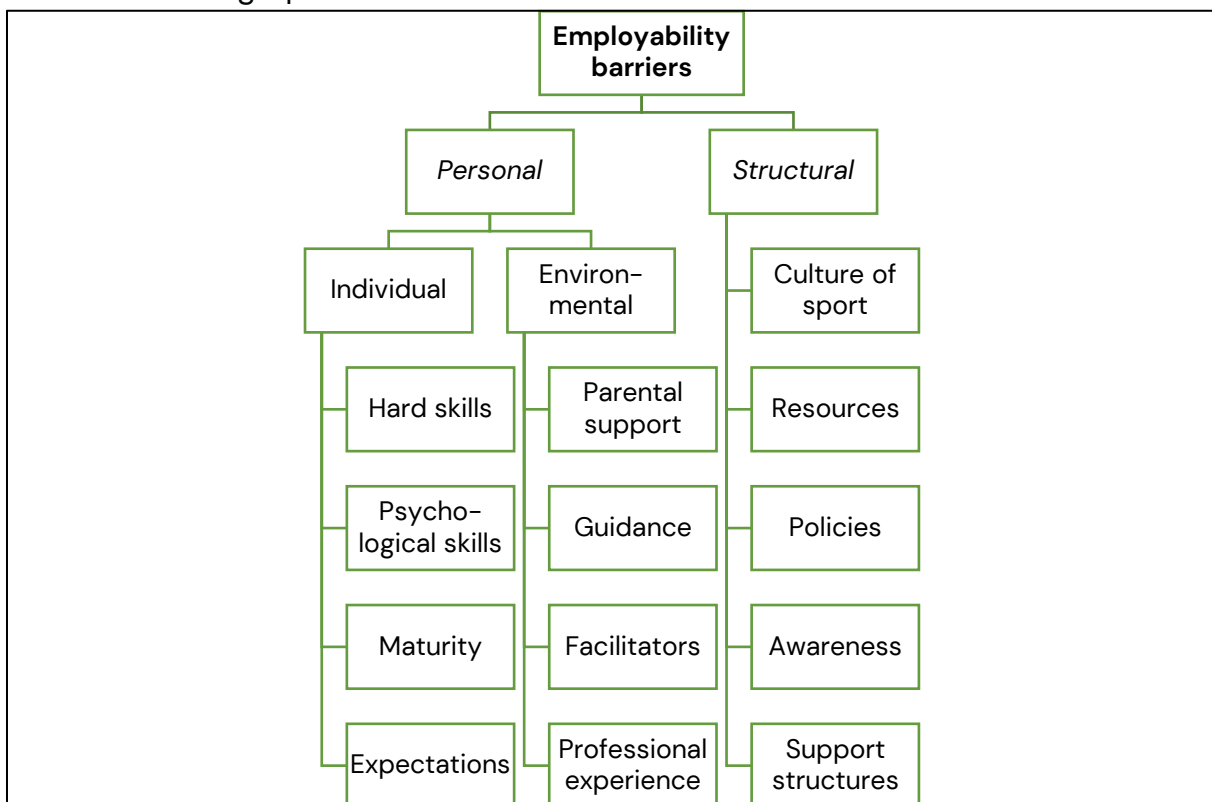 Employability
barriers
Personal
Structural
Individual
Environ-
mental
Culture of
sport
Hard skills
Parental
support
Resources
Psycho-
logical skills
Guidance
Policies
Maturity
Facilitators
Awareness
Expectations
Professional
experience
Support
structures